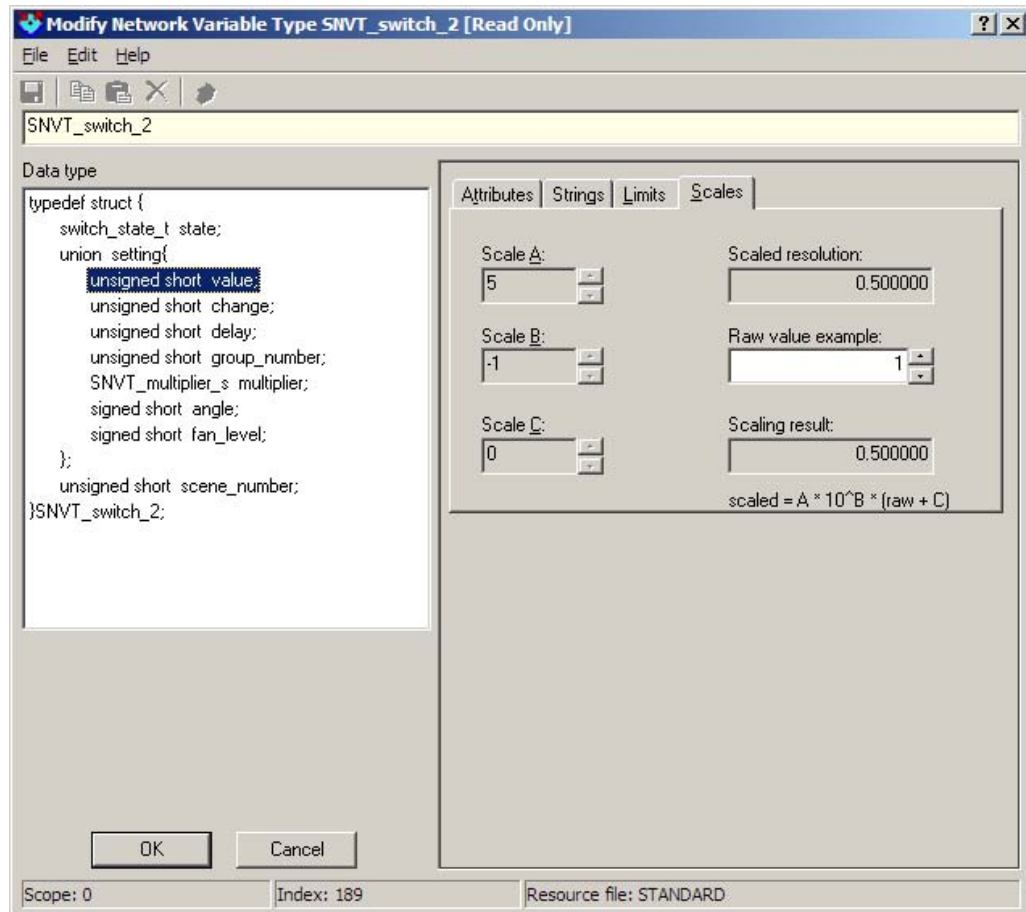 Modify Network Variable Type SNVT_switch_2 [Read Only]
File Edit Help
SNVT_switch_2
Data type
typedef struct {
switch_state_t state;
union setting{
unsigned short value;
unsigned short change;
unsigned short delay;
unsigned short group_number;
SNVT_multiplier_s multiplier;
signed short angle;
signed short fan_level;
};
unsigned short scene_number;
}SNVT_switch_2;
Attributes Strings Limits Scales
Scale A:
5
Scaled resolution:
0.500000
Scale B:
-1
Raw value example:
1
Scale C:
0
Scaling result:
0.500000
scaled = A * 10^B * (raw + C)
OK Cancel
Scope: 0 Index: 189 Resource file: STANDARD